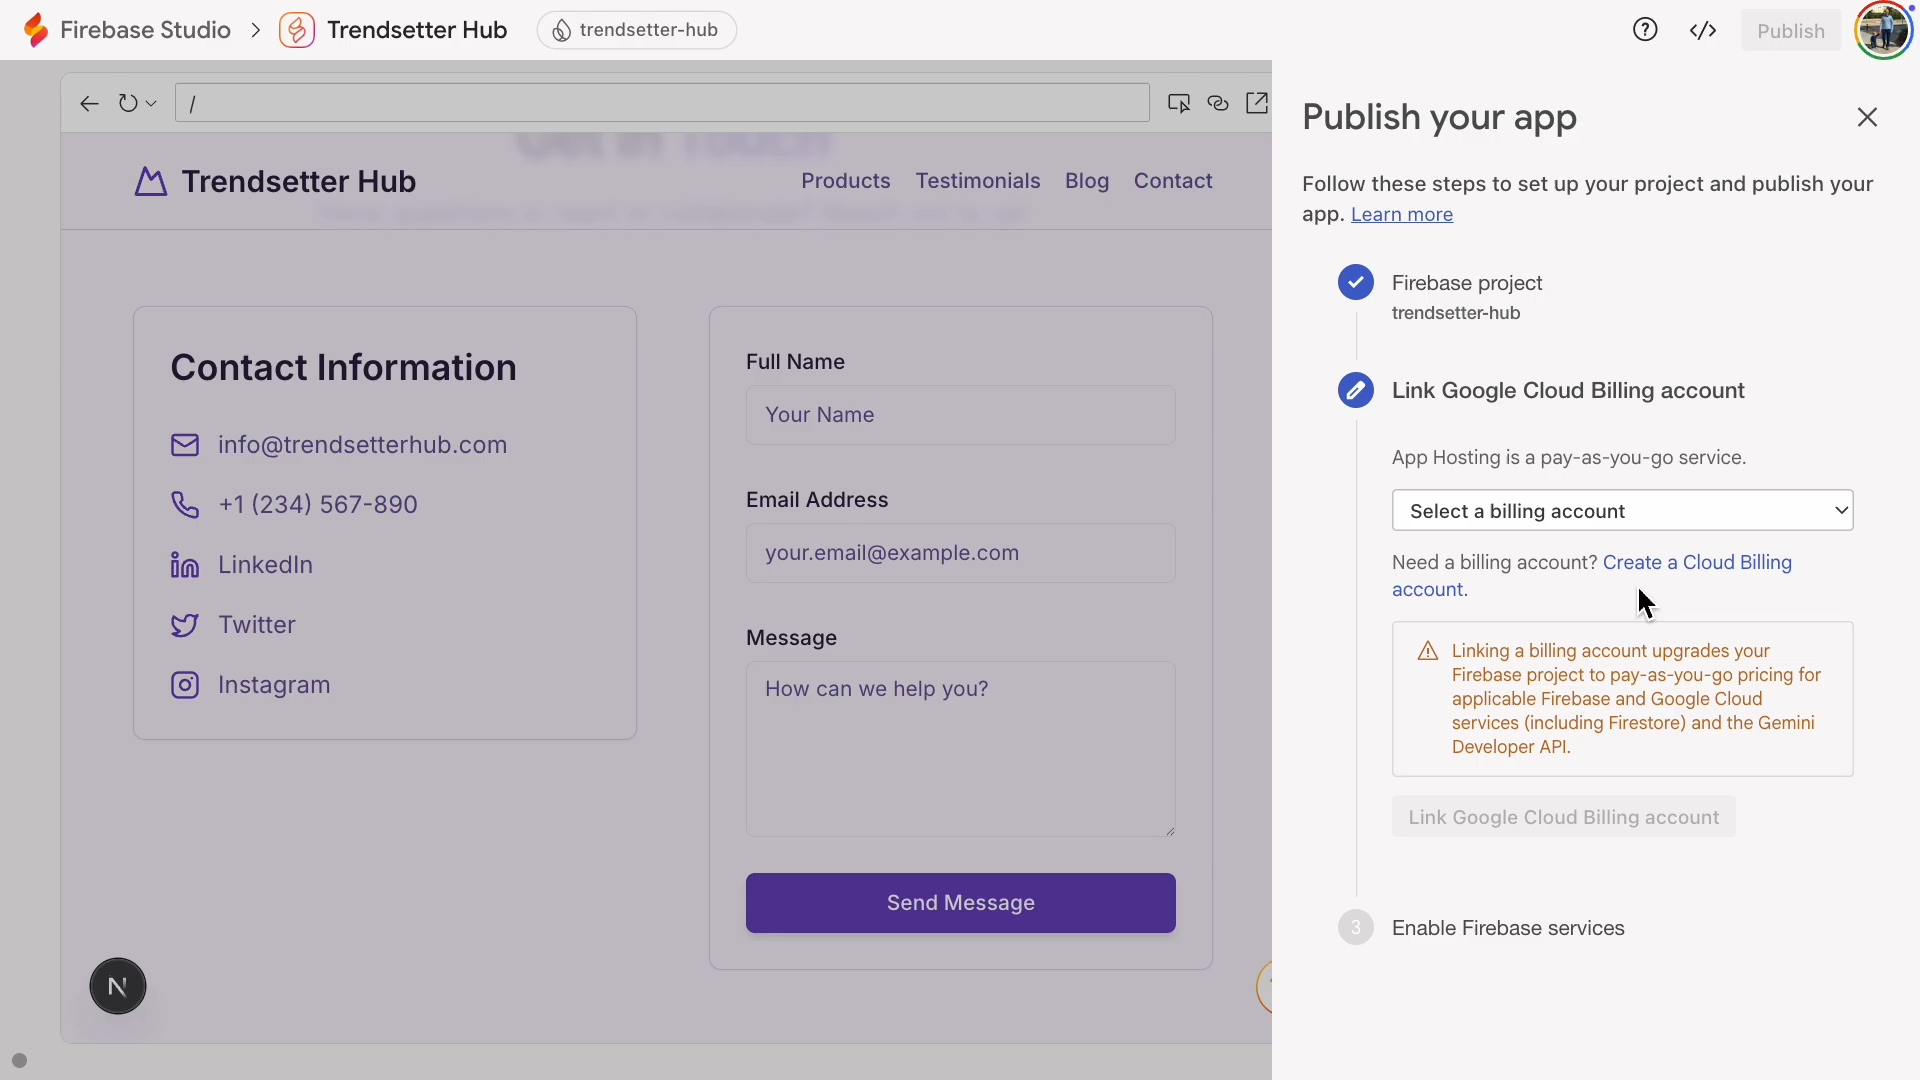 Firebase Studio
Trendsetter Hub
trendsetter-hub
Publish
/
Get in Touch
Trendsetter Hub
Products
Testimonials
Blog
Contact
Contact Information
info@trendsetterhub.com
+1 (234) 567-890
LinkedIn
Twitter
Instagram
Full Name
Your Name
Email Address
your.email@example.com
Message
How can we help you?
Send Message
N
Publish your app
Follow these steps to set up your project and publish your
app. Learn more
Firebase project
trendsetter-hub
Link Google Cloud Billing account
App Hosting is a pay-as-you-go service.
Select a billing account
Need a billing account? Create a Cloud Billing
account.
Linking a billing account upgrades your
Firebase project to pay-as-you-go pricing for
applicable Firebase and Google Cloud
services (including Firestore) and the Gemini
Developer API.
Link Google Cloud Billing account
3
Enable Firebase services